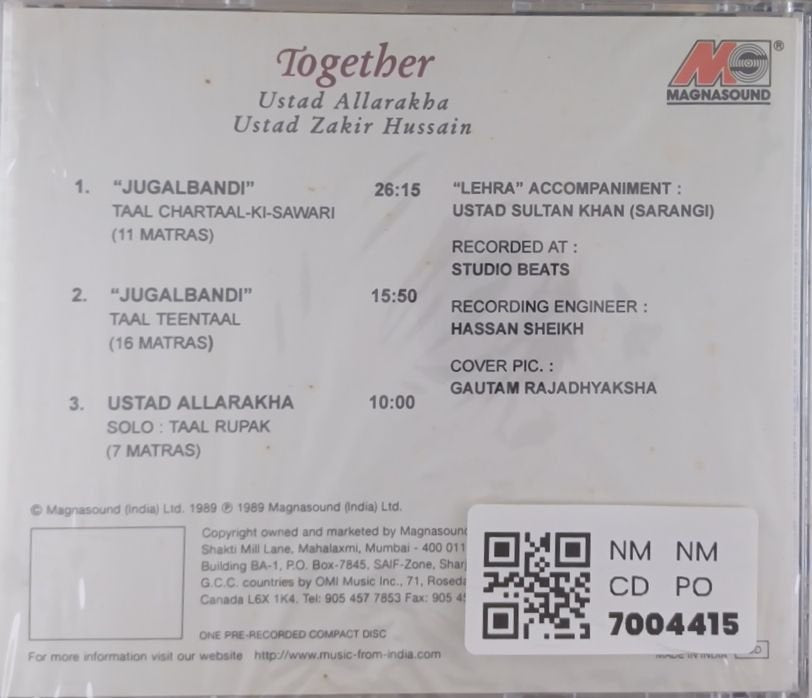 Together
Ustad Allarakha
Ustad Zakir Hussain
MAGNASOUND
®
1. "JUGALBANDI" 26:15
TAAL CHARTAAL-KI-SAWARI
(11 MATRAS)
2. "JUGALBANDI" 15:50
TAAL TEENTAAL
(16 MATRAS)
3. USTAD ALLARAKHA 10:00
SOLO : TAAL RUPAK
(7 MATRAS)
"LEHRA" ACCOMPANIMENT :
USTAD SULTAN KHAN (SARANGI)
RECORDED AT :
STUDIO BEATS
RECORDING ENGINEER :
HASSAN SHEIKH
COVER PIC. :
GAUTAM RAJADHYAKSHA
© Magnasound (India) Ltd. 1989 ℗ 1989 Magnasound (India) Ltd.
Copyright owned and marketed by Magnasound
Shakti Mill Lane, Mahalaxmi, Mumbai - 400 011
Building BA-1, P.O. Box-7845, SAIF-Zone,
G.C.C. countries by OMI Music Inc., 71,
Canada L6X 1K4. Tel: 905 457 7853 Fax: 905
ONE PRE-RECORDED COMPACT DISC
For more information visit our website http://www.music-from-india.com
NM NM
CD PO
7004415
MADE IN INDIA